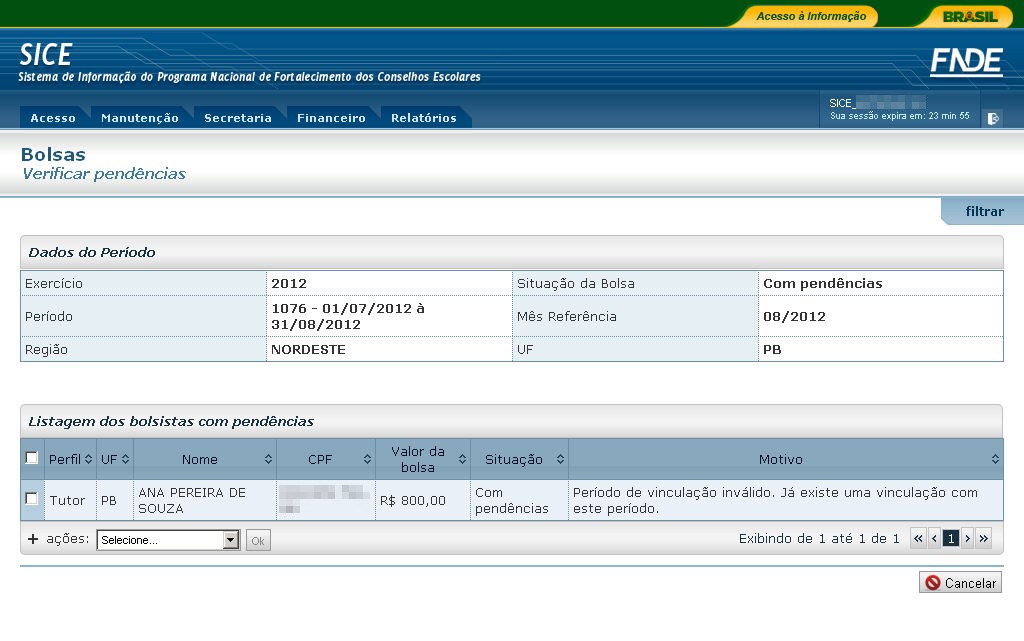 Acesso à Informação
BRASIL
SICE
Sistema de Informação do Programa Nacional de Fortalecimento dos Conselhos Escolares
FNDE
Acesso
Manutenção
Secretaria
Financeiro
Relatórios
SICE_
Sua sessão expira em: 23 min 55
Bolsas
Verificar pendências
filtrar
Dados do Período
Exercício 2012 Situação da Bolsa Com pendências
Período 1076 - 01/07/2012 à 31/08/2012 Mês Referência 08/2012
Região NORDESTE UF PB
Listagem dos bolsistas com pendências
Perfil UF Nome CPF Valor da bolsa Situação Motivo
Tutor PB ANA PEREIRA DE SOUZA R$ 800,00 Com pendências Período de vinculação inválido. Já existe uma vinculação com este período.
+ ações: Selecione... Ok Exibindo de 1 até 1 de 1 « ‹ 1 › »
Cancelar